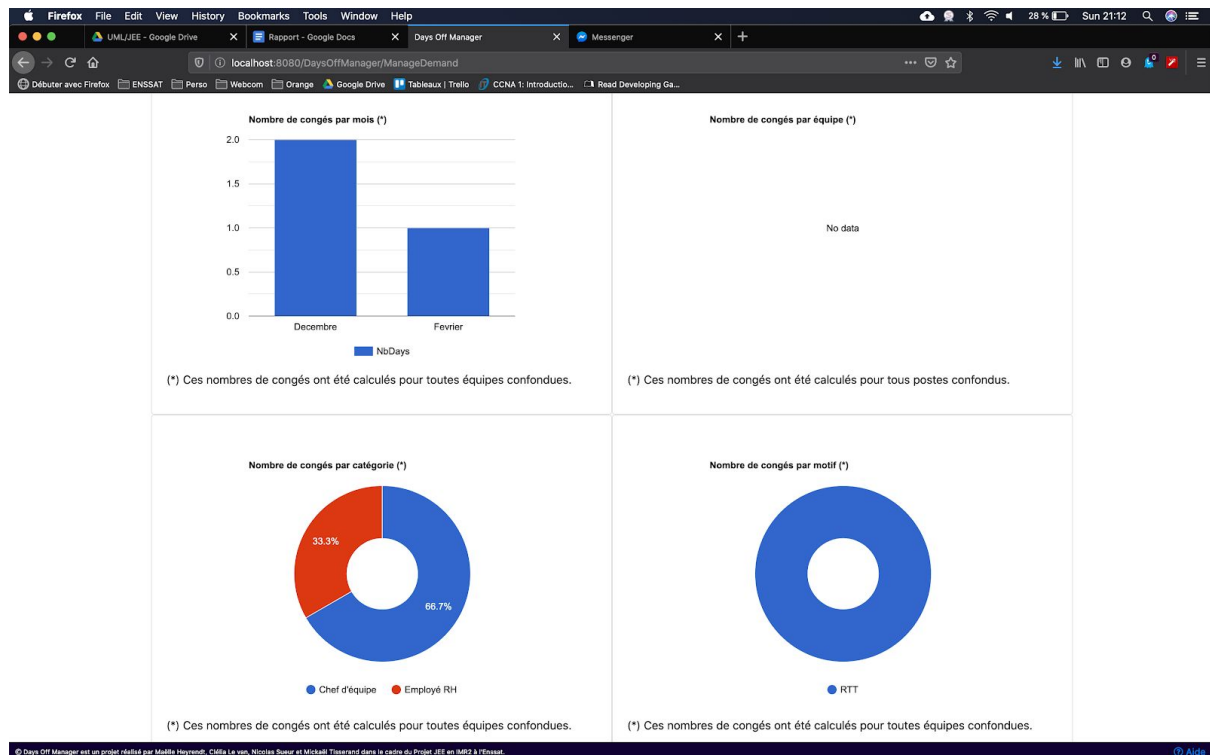 Firefox File Edit View History Bookmarks Tools Window Help 28 % Sun 21:12
UML/JEE - Google Drive Rapport - Google Docs Days Off Manager Messenger
localhost:8080/DaysOffManager/ManageDemand
Débuter avec Firefox ENSSAT Perso Webcom Orange Google Drive Tableaux | Trello CCNA 1: Introductio... Read Developing Ga...
Nombre de congés par mois (*)
2.0
1.5
1.0
0.5
0.0
Decembre Fevrier
NbDays
(*) Ces nombres de congés ont été calculés pour toutes équipes confondues.
Nombre de congés par équipe (*)
No data
(*) Ces nombres de congés ont été calculés pour tous postes confondus.
Nombre de congés par catégorie (*)
33.3%
66.7%
Chef d'équipe Employé RH
(*) Ces nombres de congés ont été calculés pour toutes équipes confondues.
Nombre de congés par motif (*)
RTT
(*) Ces nombres de congés ont été calculés pour toutes équipes confondues.
© Days Off Manager est un projet réalisé par Maëlle Heyrendt, Clélia Le van, Nicolas Sueur et Mickaël Tisserand dans le cadre du Projet JEE en IMR2 à l'Enssat. Aide